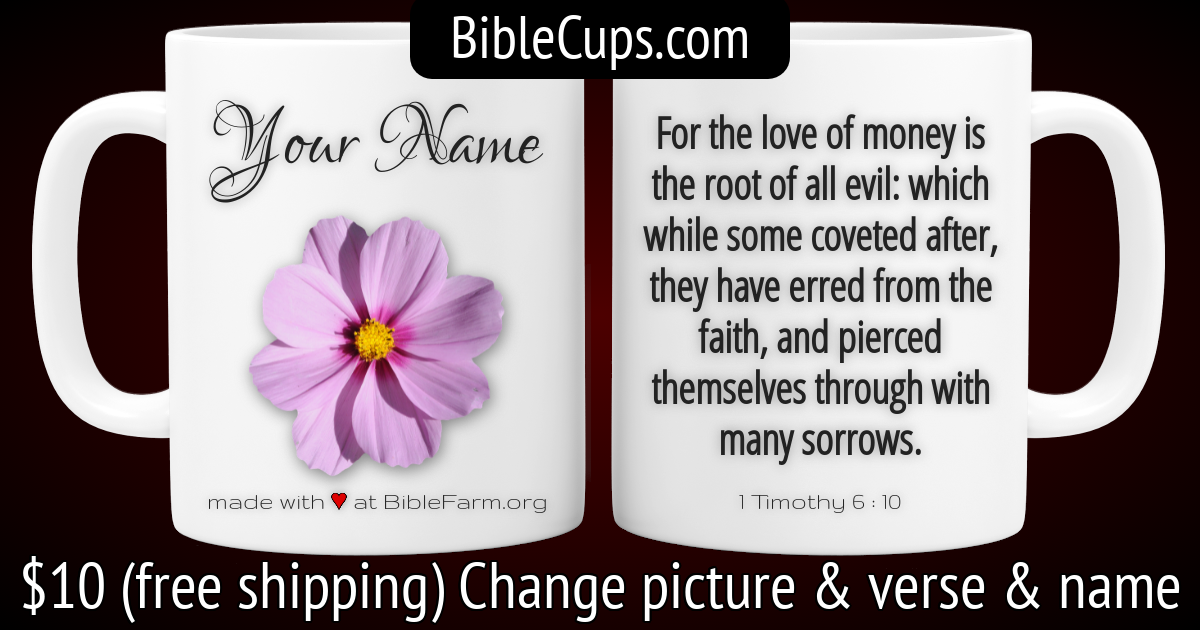 BibleCups.com
Your Name
made with ♥ at BibleFarm.org
For the love of money is
the root of all evil: which
while some coveted after,
they have erred from the
faith, and pierced
themselves through with
many sorrows.
1 Timothy 6 : 10
$10 (free shipping) Change picture & verse & name